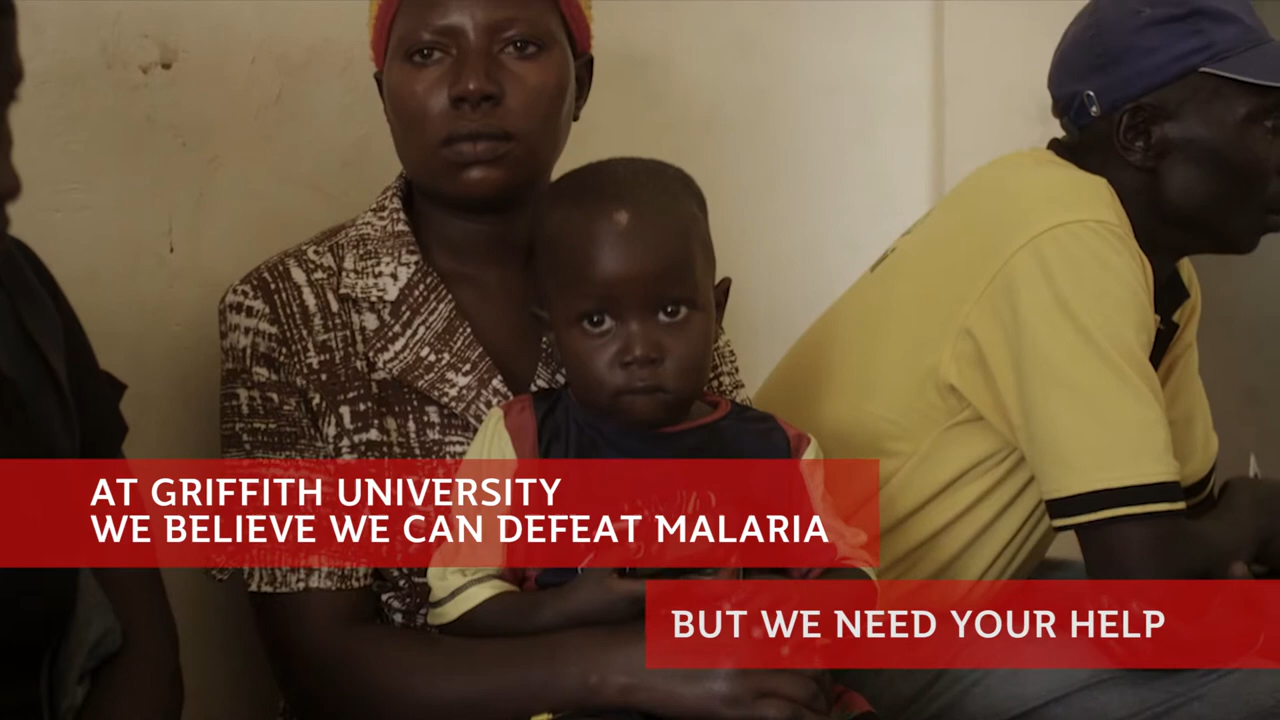 AT GRIFFITH UNIVERSITY
WE BELIEVE WE CAN DEFEAT MALARIA
BUT WE NEED YOUR HELP